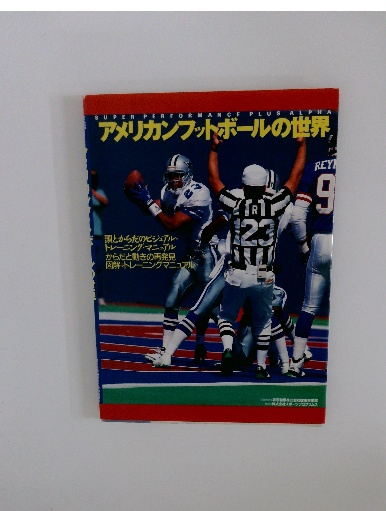 SUPER PERFORMANCE PLUS ALPHA
アメリカンフットボールの世界
REY
9
2
R
23
頭とからだのビジュアル・
トレーニング・マニュアル
からだと動きの再発見
図解・トレーニングマニュアル